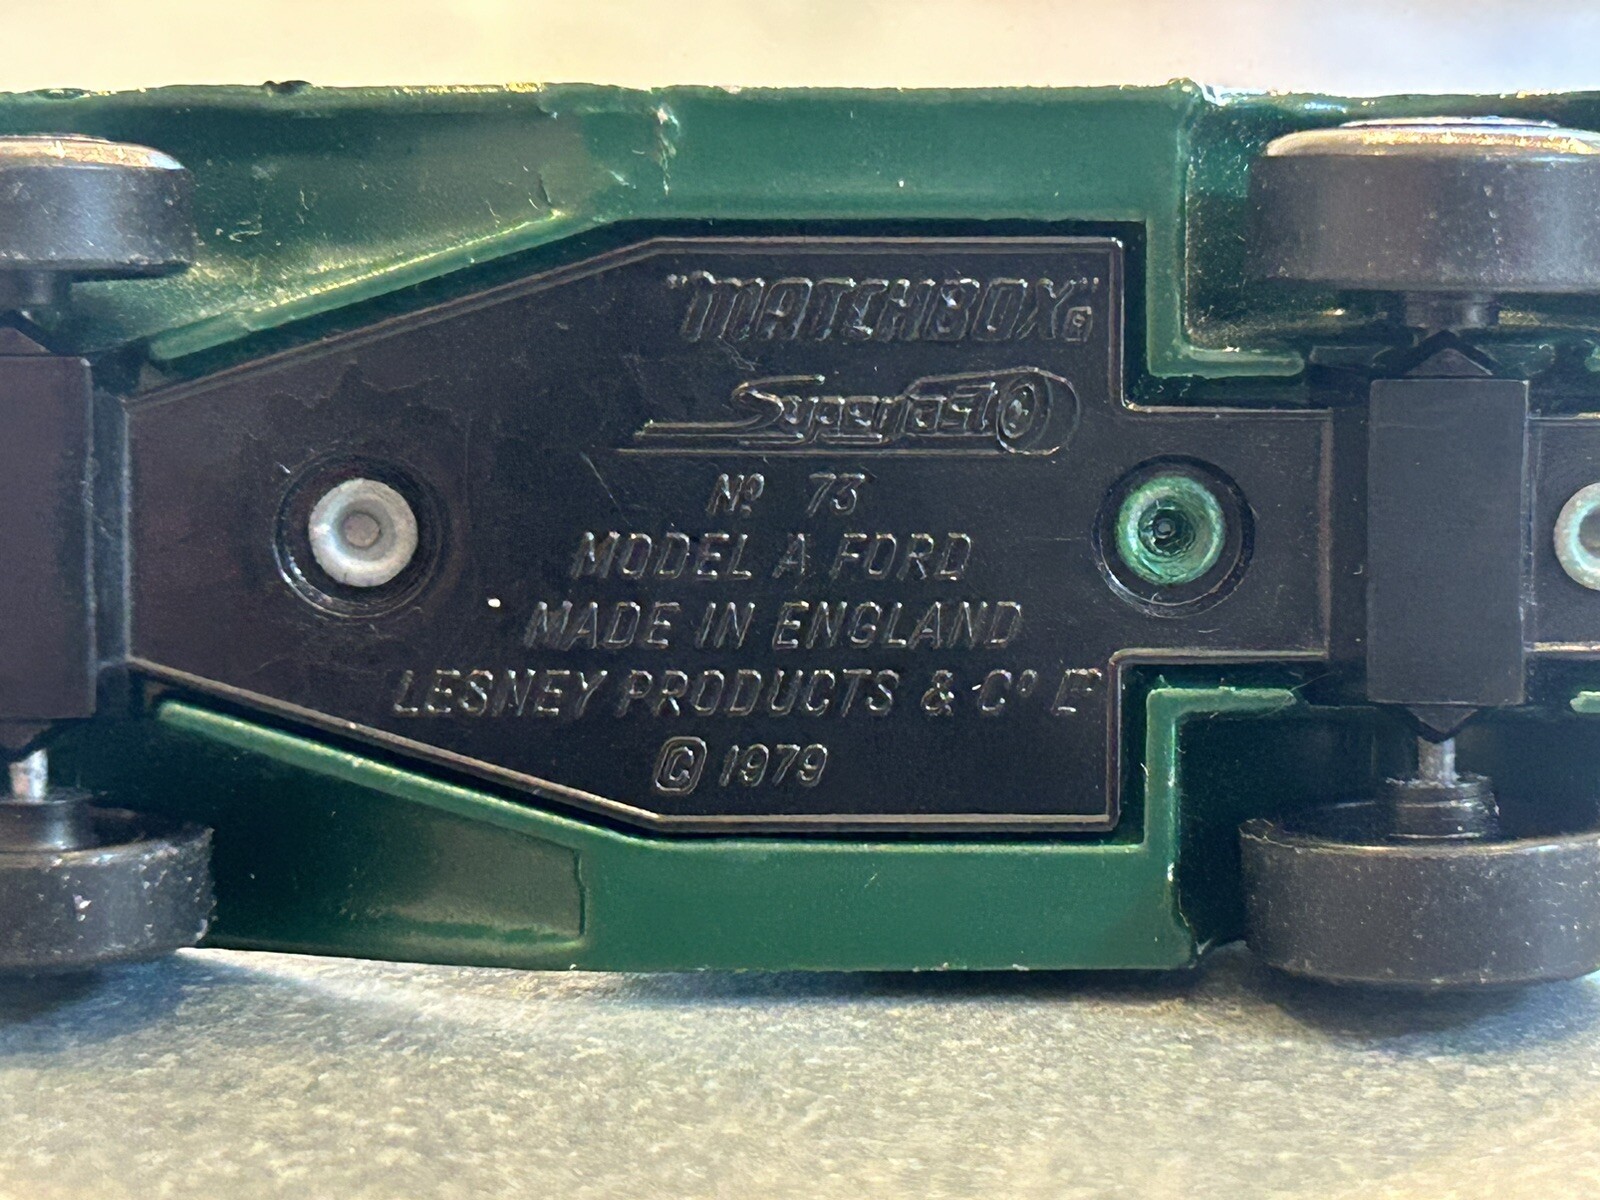 "MATCHBOX"®
Superfast
Nº 73
MODEL A FORD
MADE IN ENGLAND
LESNEY PRODUCTS & Cº Lᴰ
© 1979